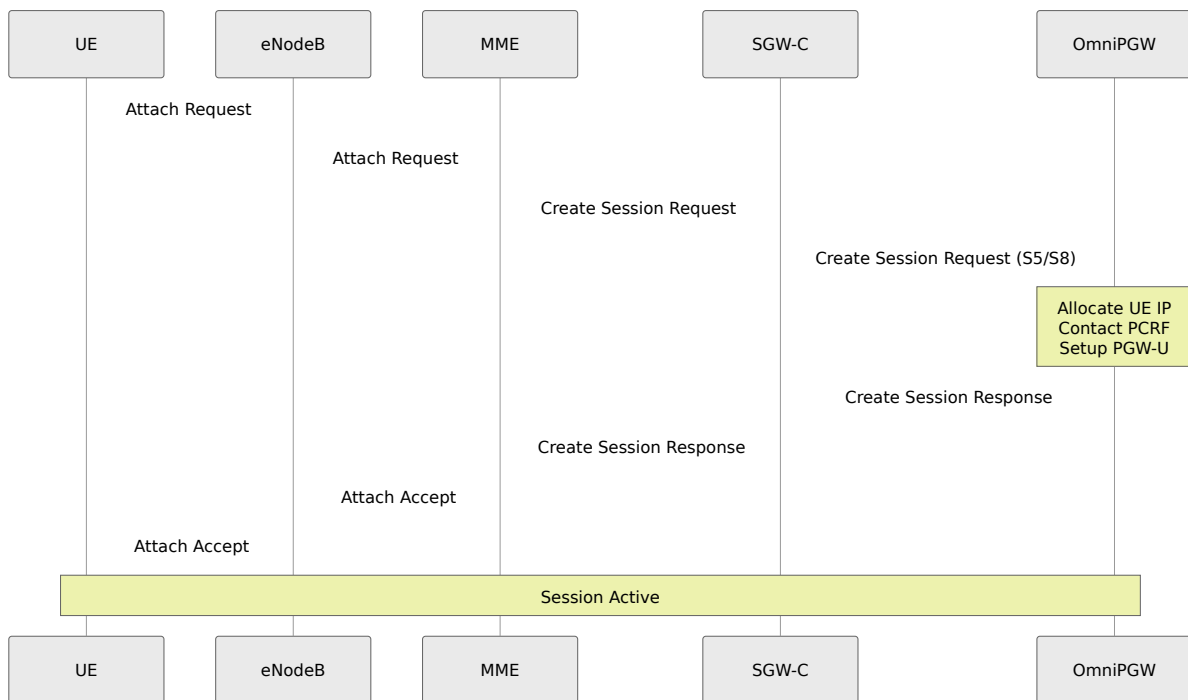 UE
eNodeB
MME
SGW-C
OmniPGW
Attach Request
Attach Request
Create Session Request
Create Session Request (S5/S8)
Allocate UE IP
Contact PCRF
Setup PGW-U
Create Session Response
Create Session Response
Attach Accept
Attach Accept
Session Active
UE
eNodeB
MME
SGW-C
OmniPGW